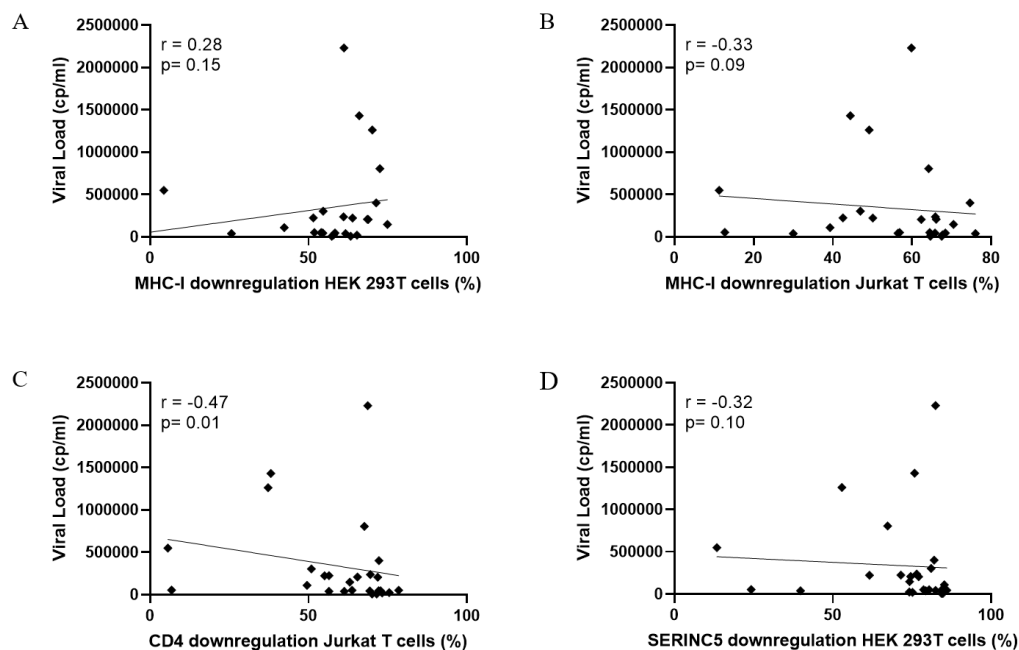 A
Viral Load (cp/ml)
2500000
2000000
1500000
1000000
500000
0
r = 0.28
p= 0.15
0
50
100
MHC-I downregulation HEK 293T cells (%)
B
Viral Load (cp/ml)
2500000
2000000
1500000
1000000
500000
0
r = -0.33
p= 0.09
0
20
40
60
80
MHC-I downregulation Jurkat T cells (%)
C
Viral Load (cp/ml)
2500000
2000000
1500000
1000000
500000
0
r = -0.47
p= 0.01
0
50
100
CD4 downregulation Jurkat T cells (%)
D
Viral Load (cp/ml)
2500000
2000000
1500000
1000000
500000
0
r = -0.32
p= 0.10
0
50
100
SERINC5 downregulation HEK 293T cells (%)